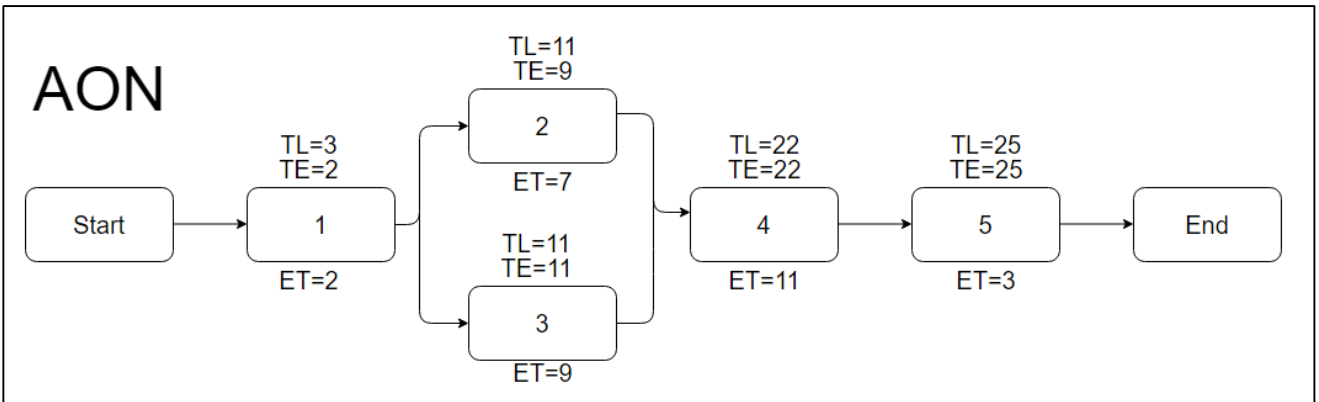 AON
TL=11
TE=9
2
ET=7
TL=3
TE=2
Start
1
ET=2
TL=11
TE=11
3
ET=9
TL=22
TE=22
4
ET=11
TL=25
TE=25
5
ET=3
End